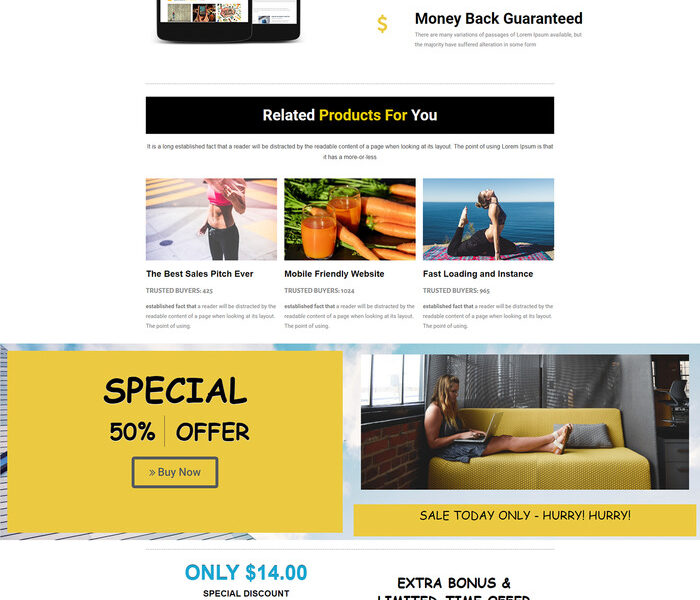 $ Money Back Guaranteed
There are many variations of passages of Lorem Ipsum available, but
the majority have suffered alteration in some form
Related Products For You
It is a long established fact that a reader will be distracted by the readable content of a page when looking at its layout. The point of using Lorem Ipsum is that
it has a more-or-less
The Best Sales Pitch Ever
TRUSTED BUYERS: 425
established fact that a reader will be distracted by the
readable content of a page when looking at its layout.
The point of using.
Mobile Friendly Website
TRUSTED BUYERS: 1024
established fact that a reader will be distracted by the
readable content of a page when looking at its layout.
The point of using.
Fast Loading and Instance
TRUSTED BUYERS: 965
established fact that a reader will be distracted by the
readable content of a page when looking at its layout.
The point of using.
SPECIAL
50% OFFER
» Buy Now
SALE TODAY ONLY - HURRY! HURRY!
ONLY $14.00
SPECIAL DISCOUNT
EXTRA BONUS &
LIMITED TIME OFFER